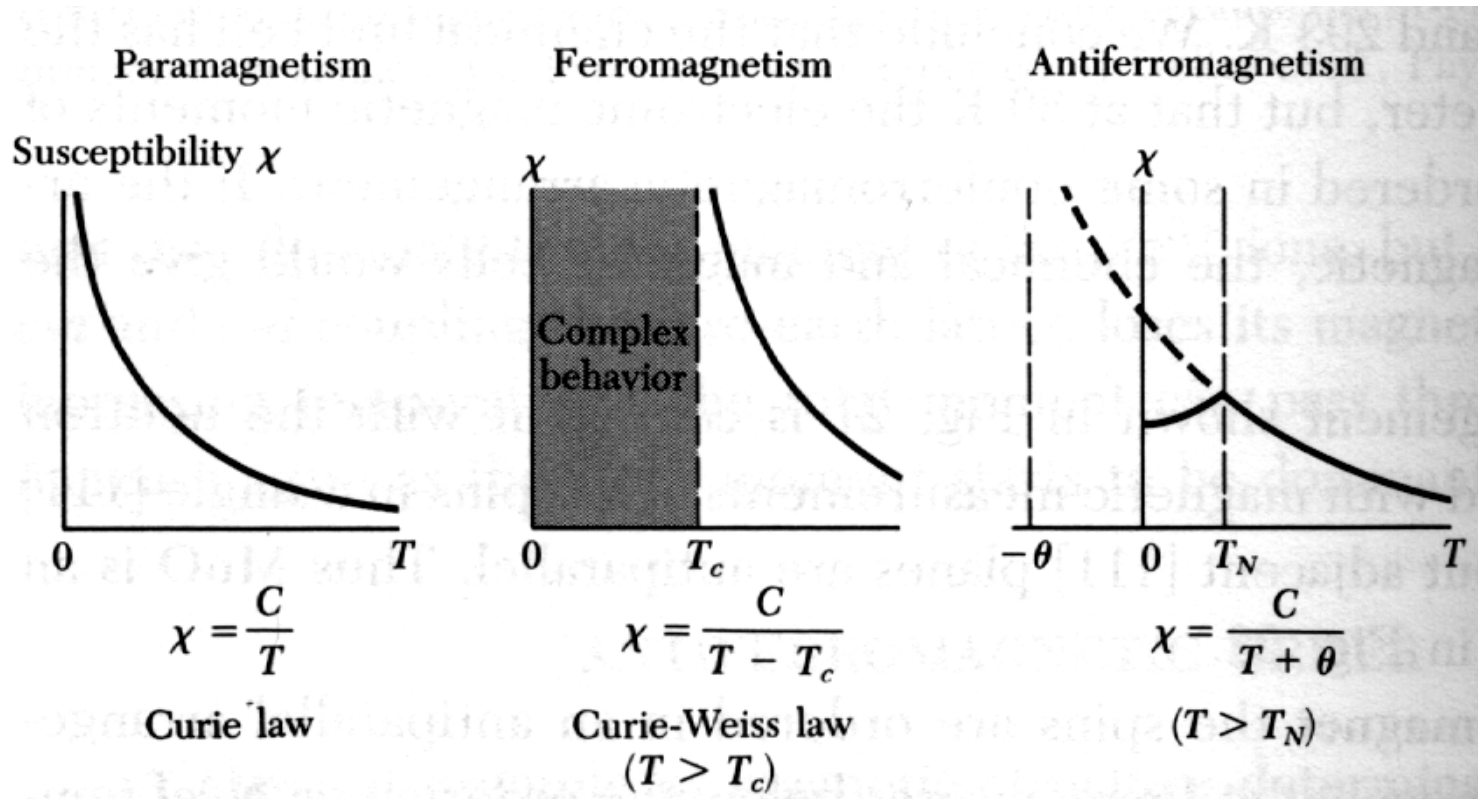 Paramagnetism
Susceptibility χ
0 T
χ = C / T
Curie law
Ferromagnetism
χ
Complex
behavior
0 T_c
χ = C / (T − T_c)
Curie-Weiss law
(T > T_c)
Antiferromagnetism
χ
−θ 0 T_N T
χ = C / (T + θ)
(T > T_N)